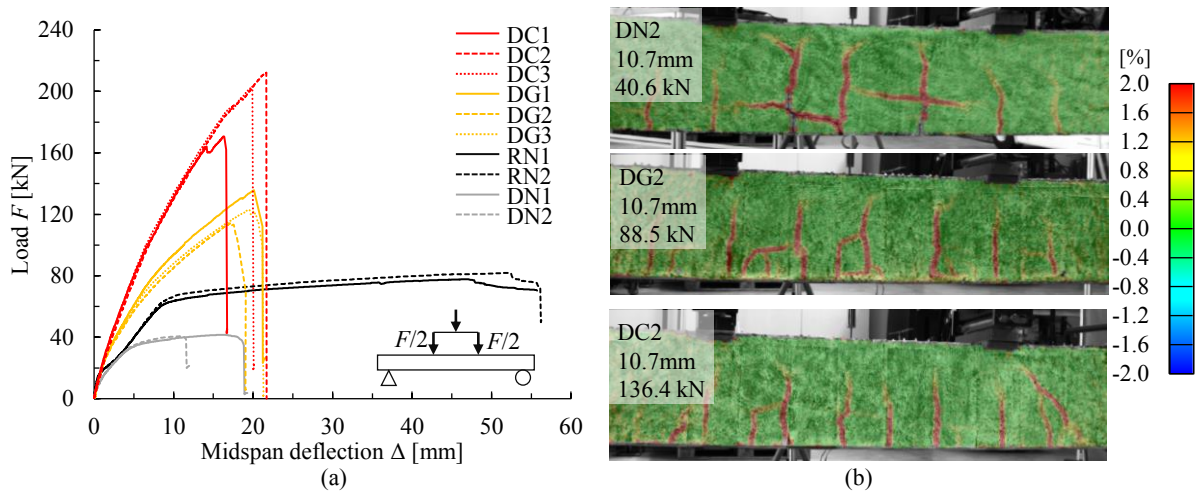 240
200
160
120
80
40
0
Load F [kN]
0 10 20 30 40 50 60
Midspan deflection Δ [mm]
DC1
DC2
DC3
DG1
DG2
DG3
RN1
RN2
DN1
DN2
F/2 F/2
(a)
DN2
10.7mm
40.6 kN
DG2
10.7mm
88.5 kN
DC2
10.7mm
136.4 kN
(b)
[%]
2.0
1.6
1.2
0.8
0.4
0.0
-0.4
-0.8
-1.2
-1.6
-2.0